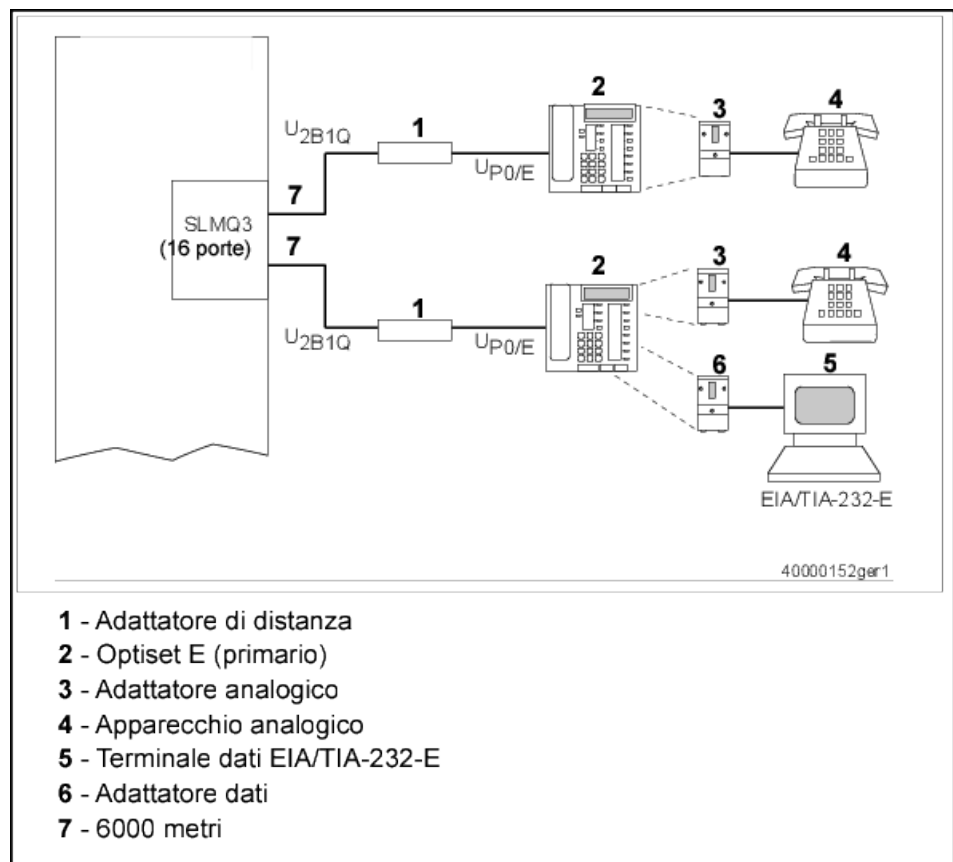 2
3
4
U2B1Q
1
UP0/E
7
SLMQ3
(16 porte)
7
2
3
4
1
U2B1Q
UP0/E
6
5
EIA/TIA-232-E
40000152ger1
1 - Adattatore di distanza
2 - Optiset E (primario)
3 - Adattatore analogico
4 - Apparecchio analogico
5 - Terminale dati EIA/TIA-232-E
6 - Adattatore dati
7 - 6000 metri